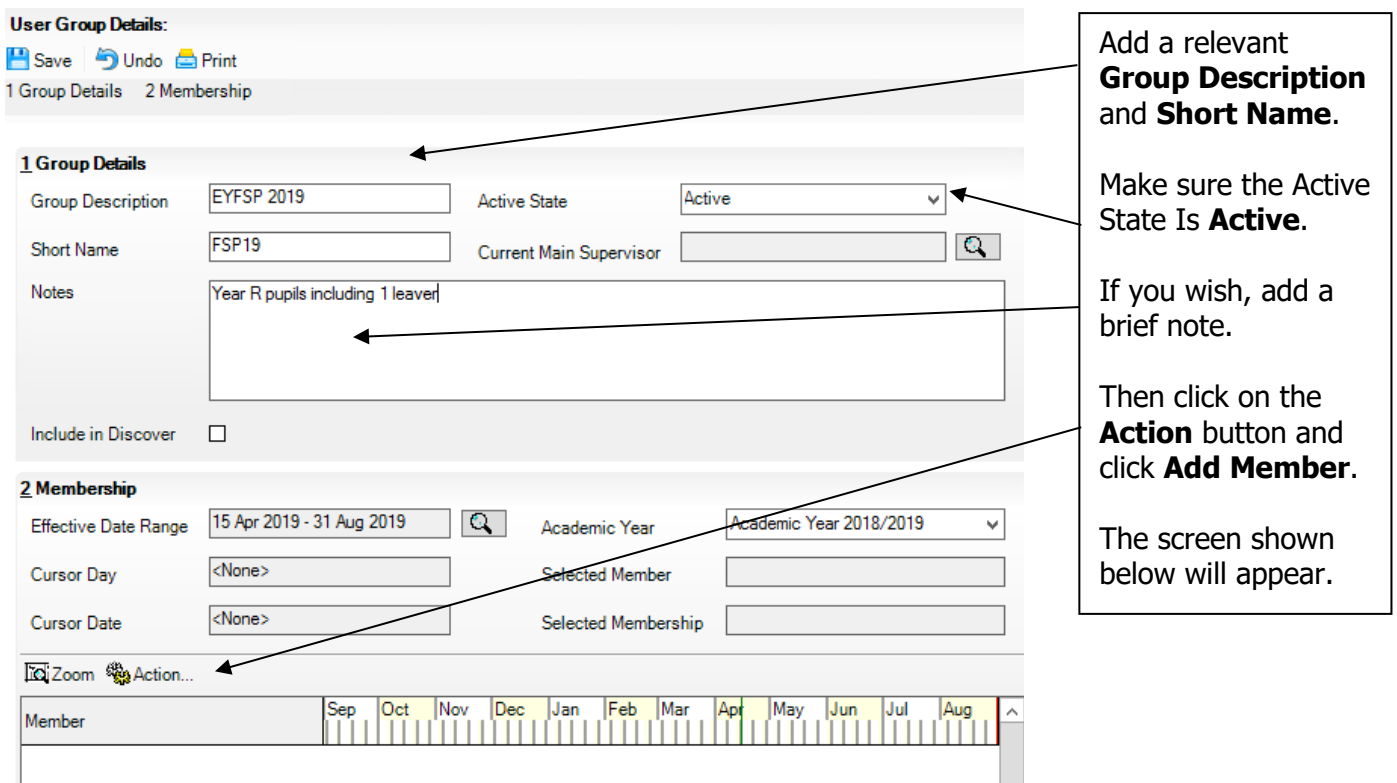 User Group Details:
Save Undo Print
1 Group Details 2 Membership
1 Group Details
Group Description EYFSP 2019 Active State Active
Short Name FSP19 Current Main Supervisor
Notes Year R pupils including 1 leaver
Include in Discover
2 Membership
Effective Date Range 15 Apr 2019 - 31 Aug 2019 Academic Year Academic Year 2018/2019
Cursor Day <None> Selected Member
Cursor Date <None> Selected Membership
Zoom Action...
Member Sep Oct Nov Dec Jan Feb Mar Apr May Jun Jul Aug
Add a relevant
Group Description
and Short Name.
Make sure the Active
State Is Active.
If you wish, add a
brief note.
Then click on the
Action button and
click Add Member.
The screen shown
below will appear.